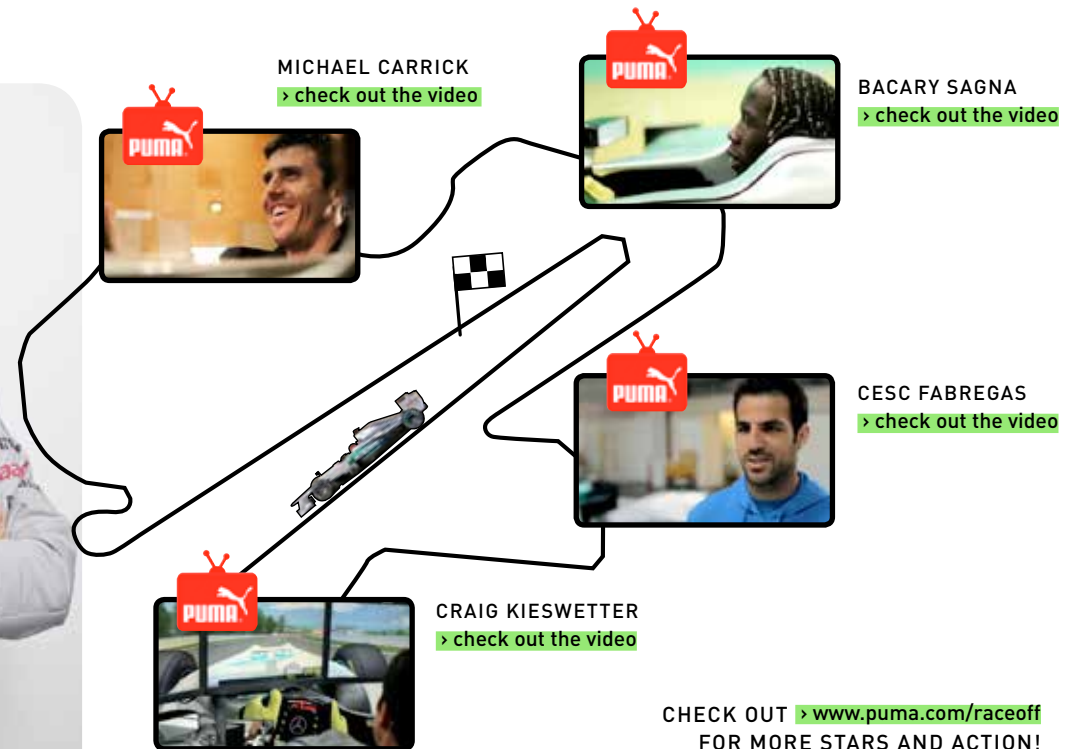 MICHAEL CARRICK
› check out the video
PUMA
BACARY SAGNA
› check out the video
PUMA
CESC FABREGAS
› check out the video
PUMA
CRAIG KIESWETTER
› check out the video
PUMA
CHECK OUT › www.puma.com/raceoff
FOR MORE STARS AND ACTION!